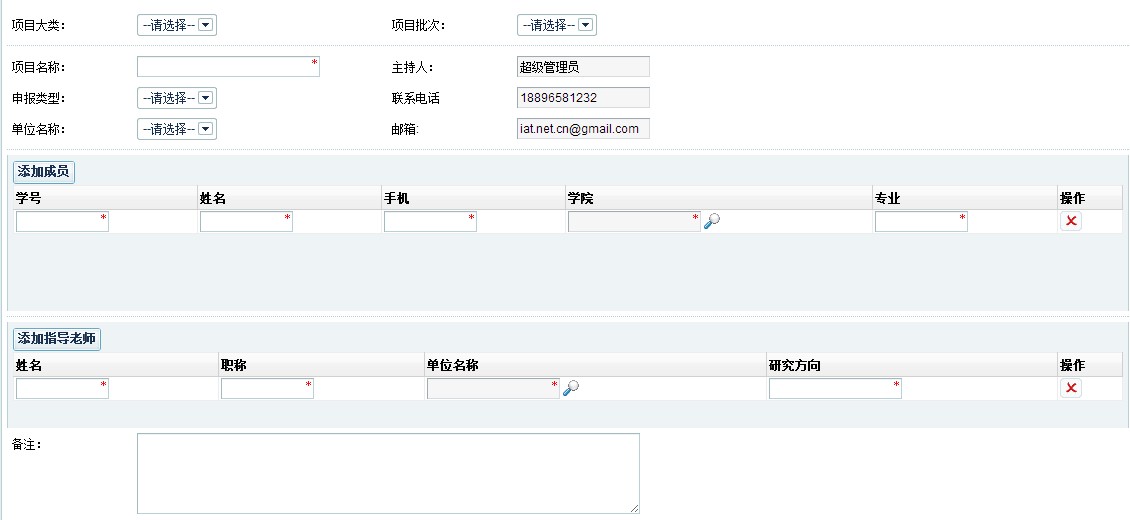 项目大类： --请选择-- 项目批次： --请选择--
项目名称： * 主持人： 超级管理员
申报类型： --请选择-- 联系电话 18896581232
单位名称： --请选择-- 邮箱: iat.net.cn@gmail.com
添加成员
学号 姓名 手机 学院 专业 操作
* * * * *
添加指导老师
姓名 职称 单位名称 研究方向 操作
* * * *
备注：